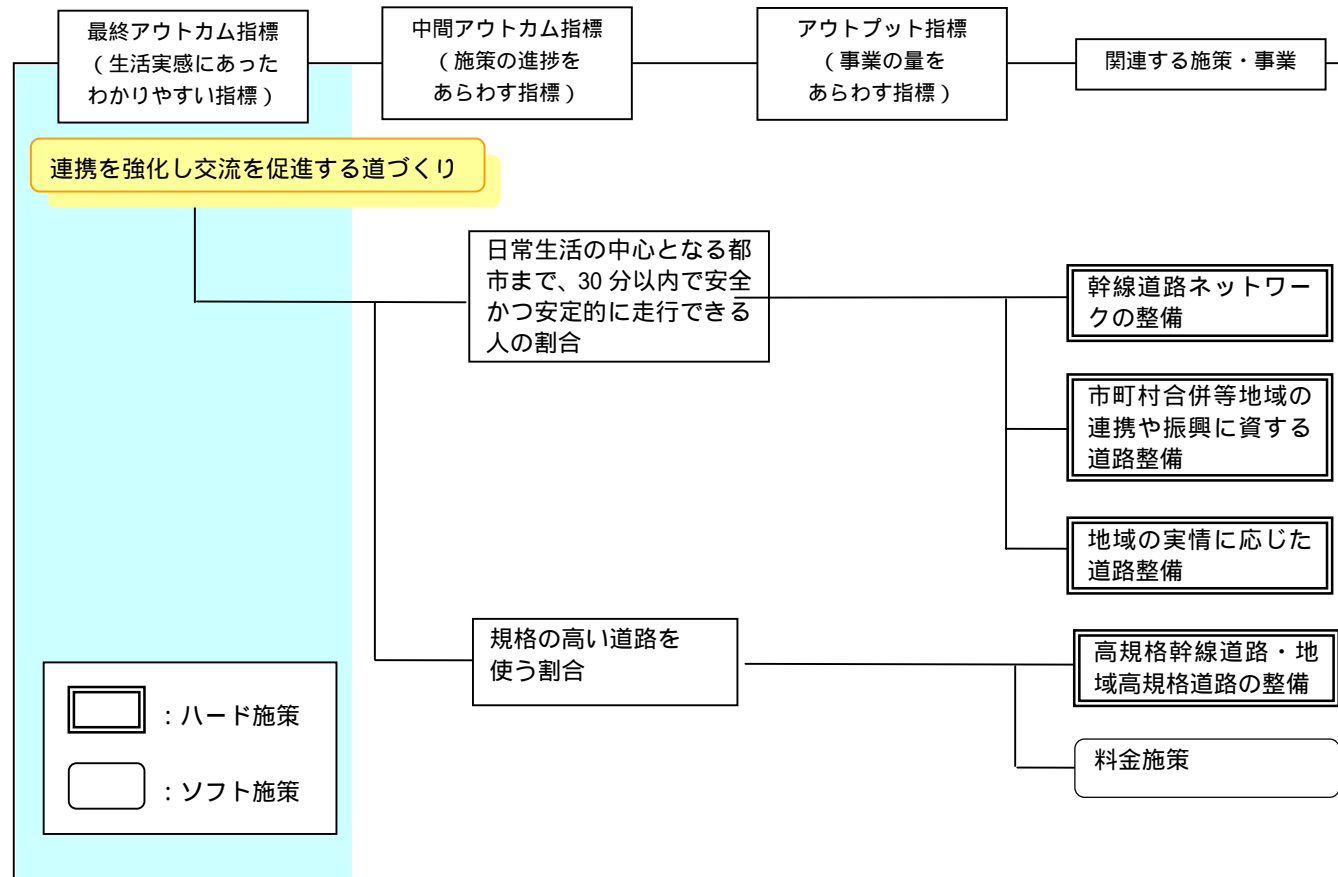 最終アウトカム指標
（生活実感にあった
わかりやすい指標）
中間アウトカム指標
（施策の進捗を
あらわす指標）
アウトプット指標
（事業の量を
あらわす指標）
関連する施策・事業
連携を強化し交流を促進する道づくり
日常生活の中心となる都
市まで、30 分以内で安全
かつ安定的に走行できる
人の割合
幹線道路ネットワー
クの整備
市町村合併等地域の
連携や振興に資する
道路整備
地域の実情に応じた
道路整備
規格の高い道路を
使う割合
高規格幹線道路・地
域高規格道路の整備
料金施策
：ハード施策
：ソフト施策